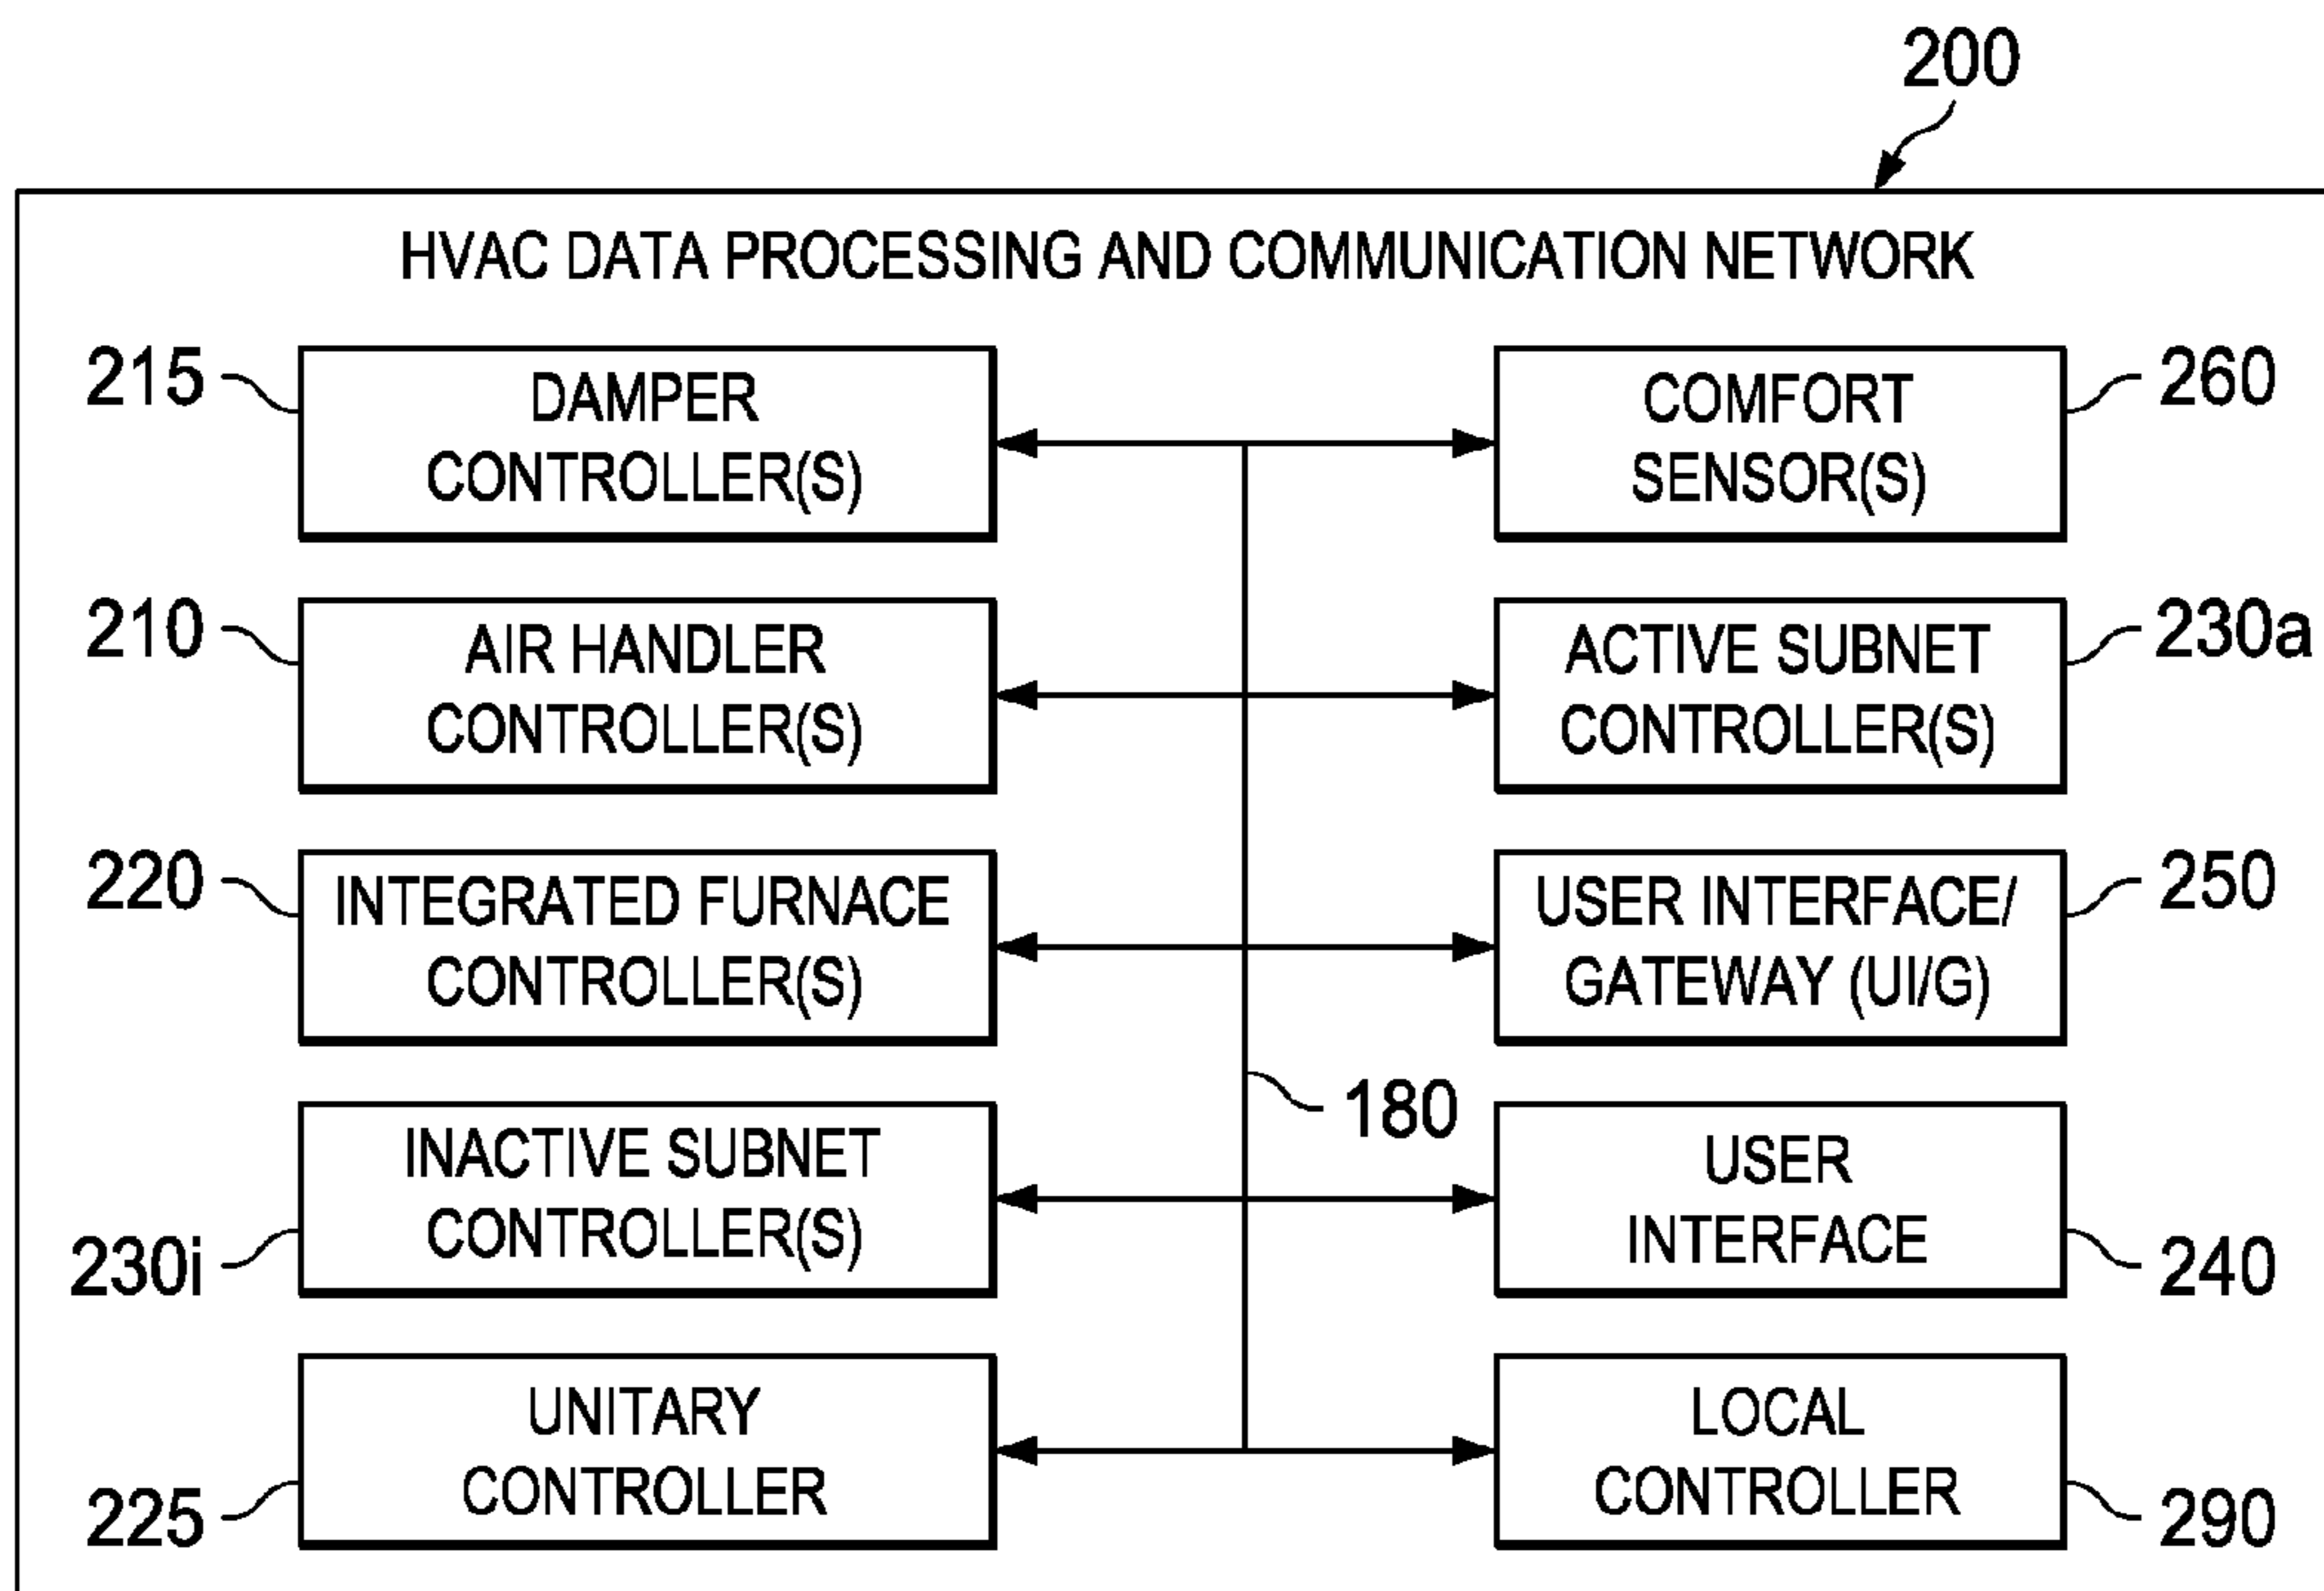 200
HVAC DATA PROCESSING AND COMMUNICATION NETWORK
215
DAMPER
CONTROLLER(S)
COMFORT
SENSOR(S)
260
210
AIR HANDLER
CONTROLLER(S)
ACTIVE SUBNET
CONTROLLER(S)
230a
220
INTEGRATED FURNACE
CONTROLLER(S)
USER INTERFACE/
GATEWAY (UI/G)
250
180
INACTIVE SUBNET
CONTROLLER(S)
230i
USER
INTERFACE
240
UNITARY
CONTROLLER
225
LOCAL
CONTROLLER
290